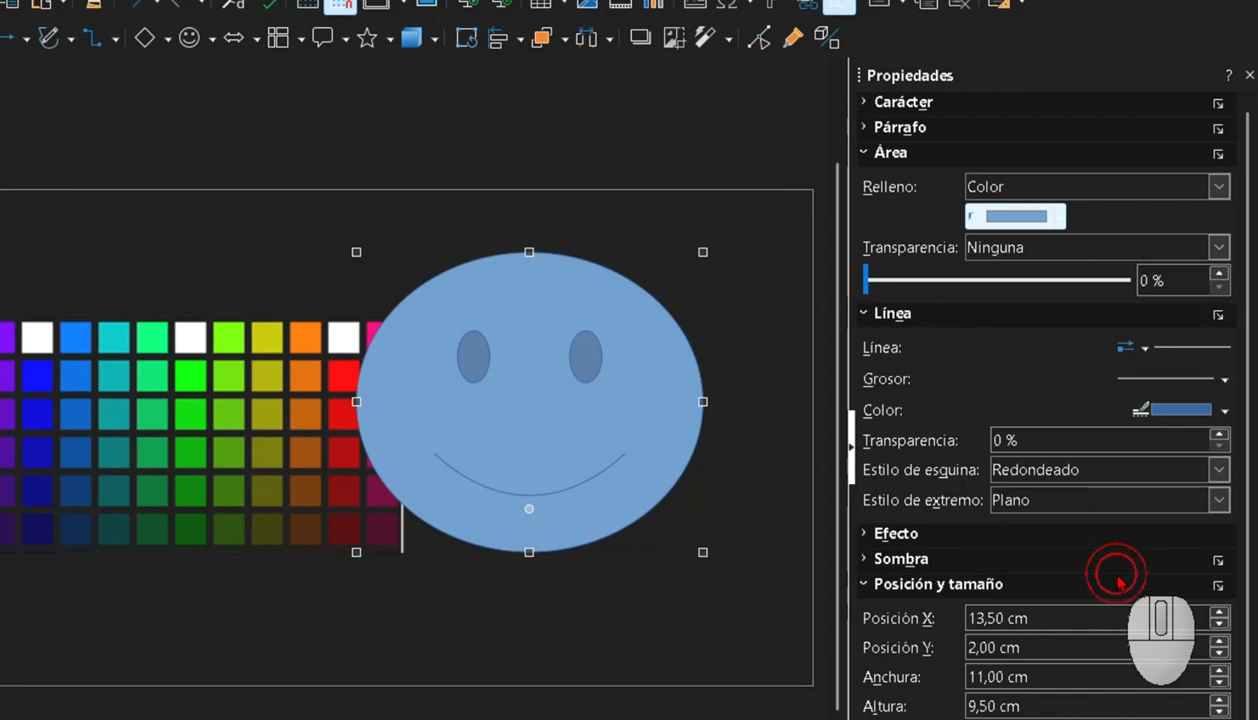 Propiedades
?
Carácter
Párrafo
Área
Relleno: Color
Transparencia: Ninguna
0 %
Línea
Línea:
Grosor:
Color:
Transparencia: 0 %
Estilo de esquina: Redondeado
Estilo de extremo: Plano
Efecto
Sombra
Posición y tamaño
Posición X: 13,50 cm
Posición Y: 2,00 cm
Anchura: 11,00 cm
Altura: 9,50 cm